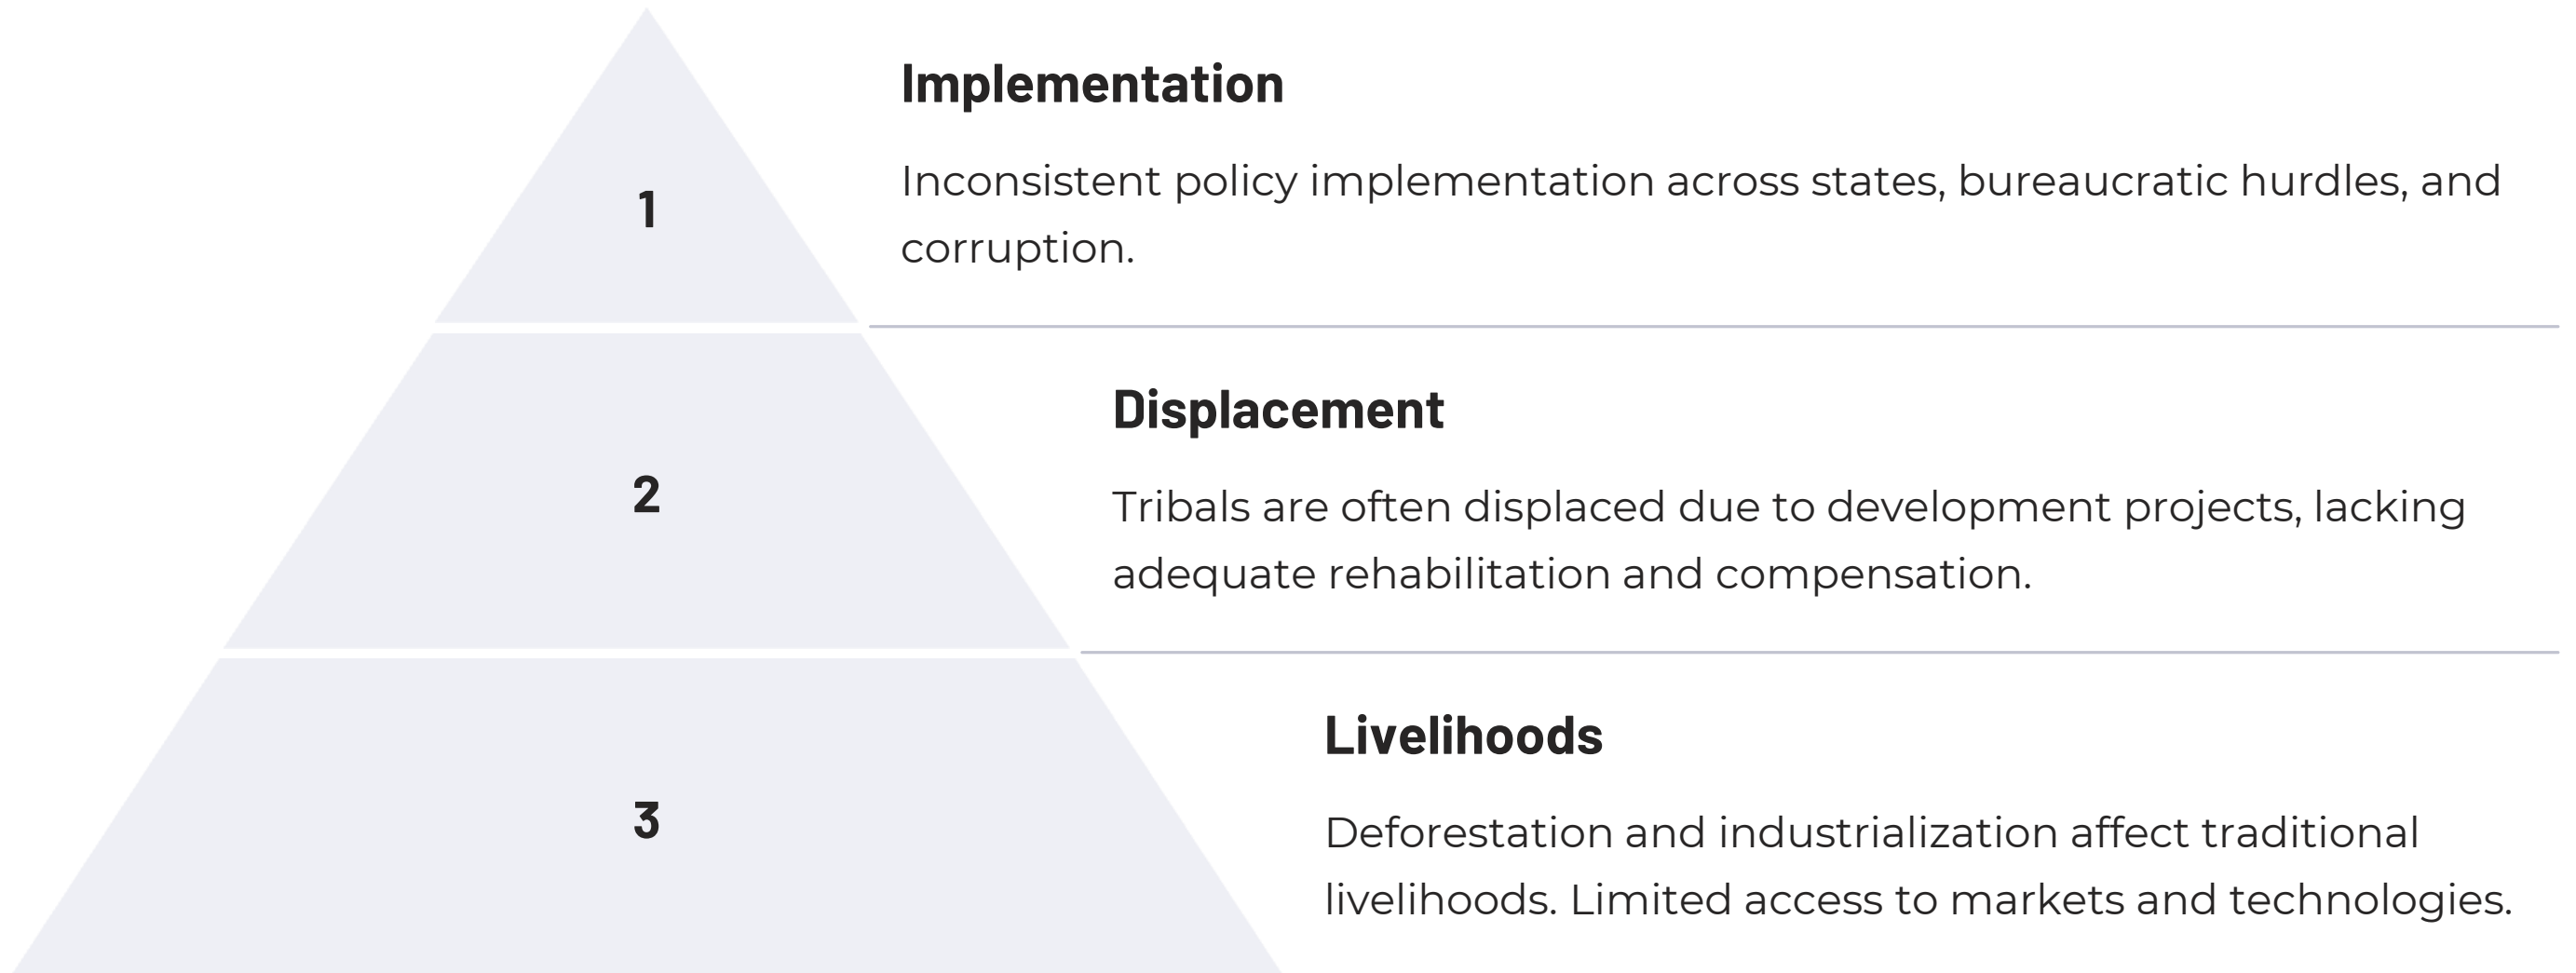 1
Implementation
Inconsistent policy implementation across states, bureaucratic hurdles, and
corruption.
2
Displacement
Tribals are often displaced due to development projects, lacking
adequate rehabilitation and compensation.
3
Livelihoods
Deforestation and industrialization affect traditional
livelihoods. Limited access to markets and technologies.